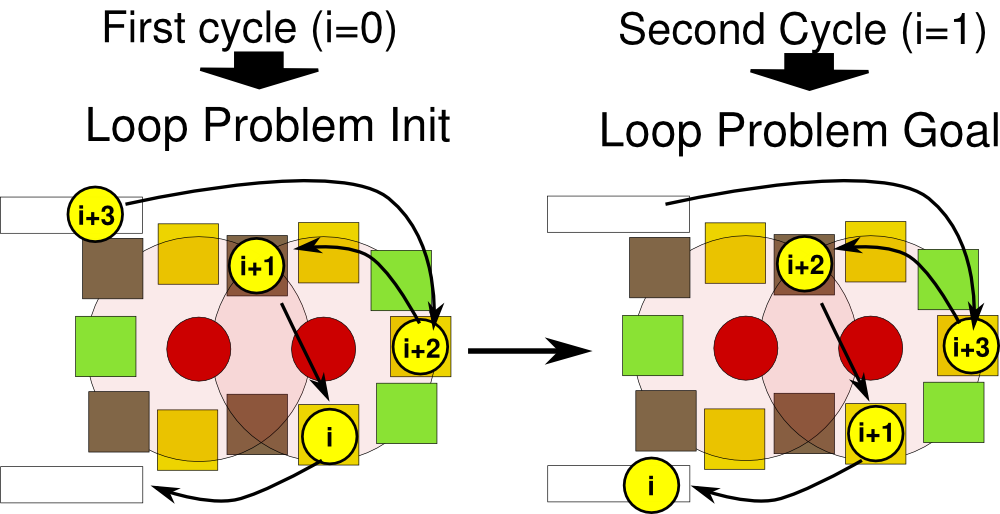 First cycle (i=0)
Second Cycle (i=1)
Loop Problem Init
Loop Problem Goal
i+3
i+1
i+2
i
i+2
i+3
i+1
i